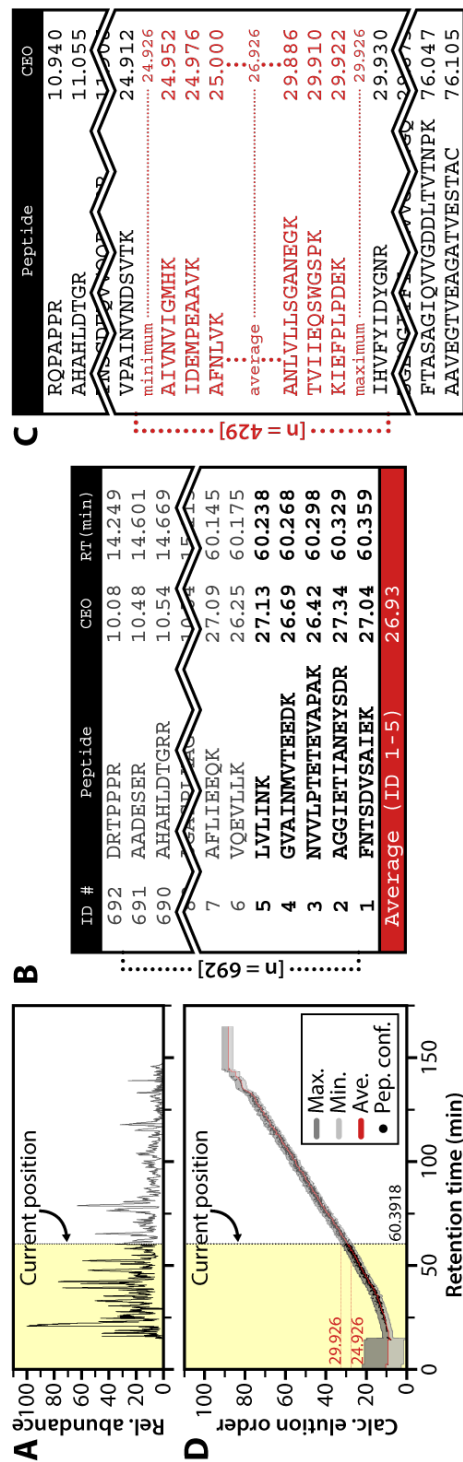 A
Rel. abundance
100
80
60
40
20
0
Current position
D
Calc. elution order
100
80
60
40
20
0
29.926
24.926
Current position
60.3918
Max.
Min.
Ave.
Pep. conf.
0
50
100
150
Retention time (min)
B
ID # Peptide CEO RT(min)
692 DRTPPPR 10.08 14.249
691 AADESER 10.48 14.601
690 AHAHLDTGRR 10.54 14.669
7 AFLIEEQK 27.09 60.145
6 VQEVLLK 26.25 60.175
5 LVLINK 27.13 60.238
4 GVAINMVTEEDK 26.69 60.268
3 NVVLPTETEVAPAK 26.42 60.298
2 AGGIETIANEYSDR 27.34 60.329
1 FNTSDVSAIEK 27.04 60.359
Average (ID 1-5) 26.93
[n = 692]
C
Peptide CEO
RQPAPPR 10.940
AHAHLDTGR 11.055
VPAINVNDSVTK 24.912
minimum 24.926
AIVNVIGMHK 24.952
IDEMPEAAVK 24.976
AFNLVK 25.000
average 26.926
ANLVLLSGANEGK 29.886
TVIIEQSWGSPK 29.910
KIEFPLPDEK 29.922
maximum 29.926
IHVFYIDYGNR 29.930
FTASAGIQVVGDDLTVTNPK 76.047
AAVEGTVEAGATVESTAC 76.105
[n = 429]